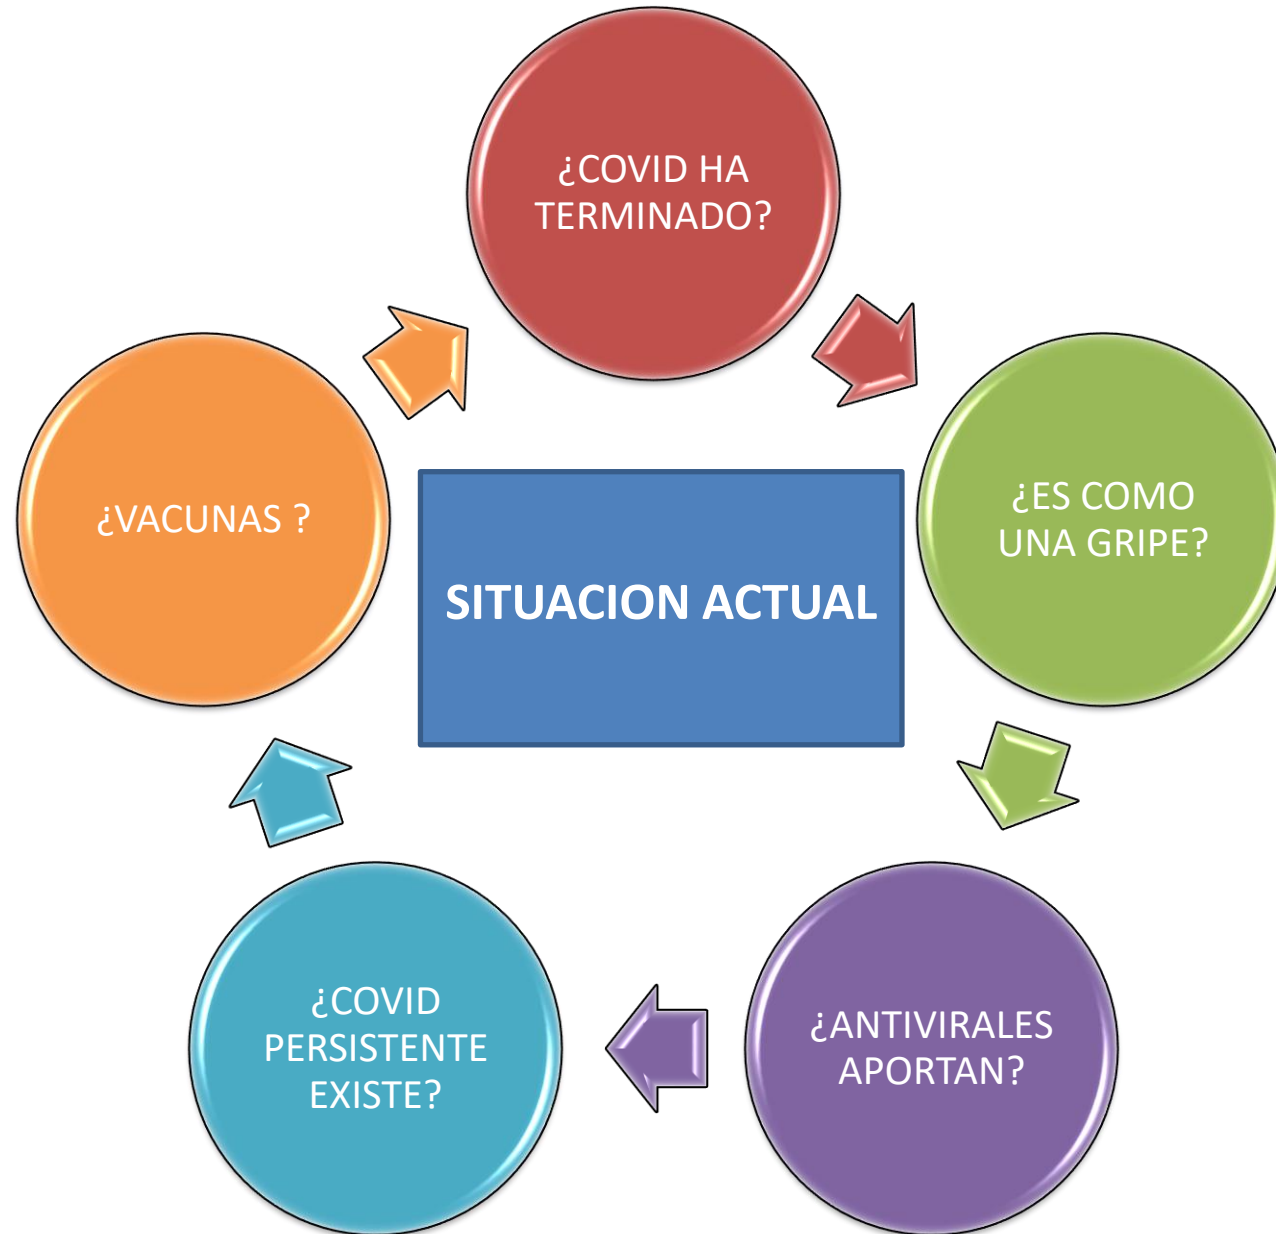 ¿COVID HA
TERMINADO?
¿ES COMO
UNA GRIPE?
¿ANTIVIRALES
APORTAN?
¿COVID
PERSISTENTE
EXISTE?
¿VACUNAS ?
SITUACION ACTUAL